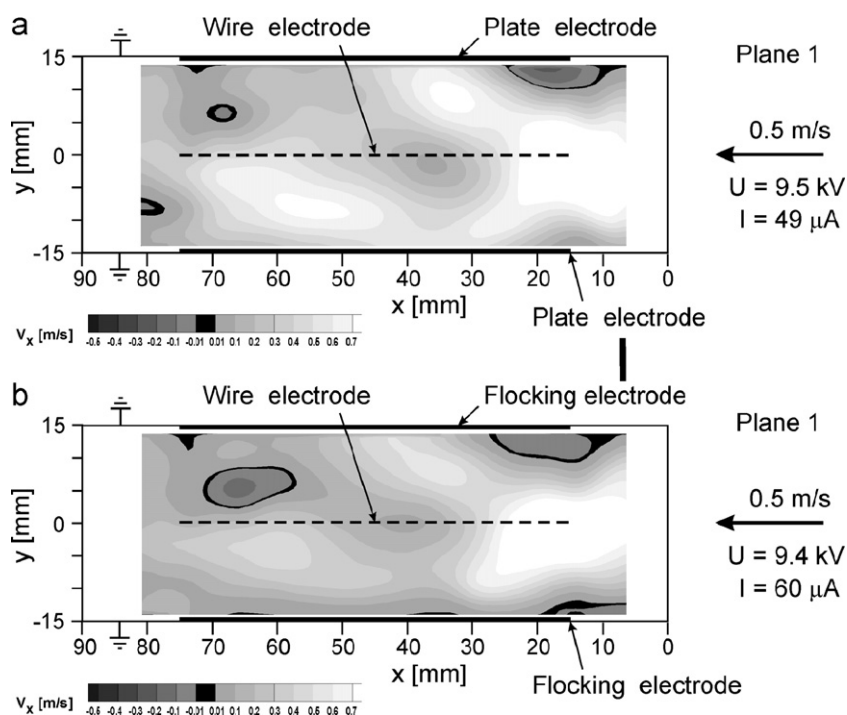 a
Wire electrode
Plate electrode
Plane 1
15
0
-15
y [mm]
0.5 m/s
U = 9.5 kV
I = 49 μA
90 80 70 60 50 40 30 20 10 0
x [mm]
Plate electrode
Vx [m/s]
-0.5 -0.4 -0.3 -0.2 -0.1 -0.01 0.01 0.1 0.2 0.3 0.4 0.5 0.6 0.7
b
Wire electrode
Flocking electrode
Plane 1
15
0
-15
y [mm]
0.5 m/s
U = 9.4 kV
I = 60 μA
90 80 70 60 50 40 30 20 10 0
x [mm]
Flocking electrode
Vx [m/s]
-0.5 -0.4 -0.3 -0.2 -0.1 -0.01 0.01 0.1 0.2 0.3 0.4 0.5 0.6 0.7